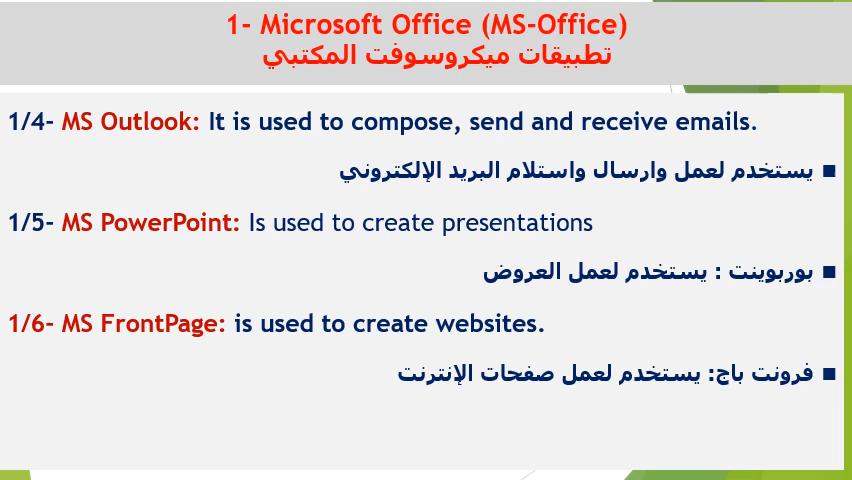 1- Microsoft Office (MS-Office)
تطبيقات ميكروسوفت المكتبي
1/4- MS Outlook: It is used to compose, send and receive emails.
▪ يستخدم لعمل وارسال واستلام البريد الإلكتروني
1/5- MS PowerPoint: Is used to create presentations
▪ بوربوينت : يستخدم لعمل العروض
1/6- MS FrontPage: is used to create websites.
▪ فرونت باج: يستخدم لعمل صفحات الإنترنت